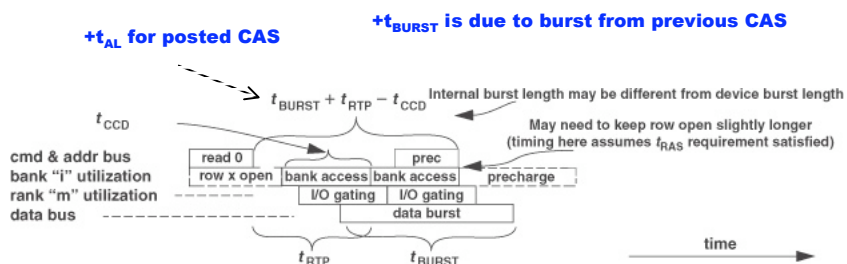 +tAL for posted CAS
+tBURST is due to burst from previous CAS
tBURST + tRTP − tCCD
Internal burst length may be different from device burst length
tCCD
May need to keep row open slightly longer
(timing here assumes tRAS requirement satisfied)
cmd & addr bus
read 0
prec
bank “i” utilization
row x open
bank access
bank access
precharge
rank “m” utilization
I/O gating
I/O gating
data bus
data burst
time
tRTP
tBURST